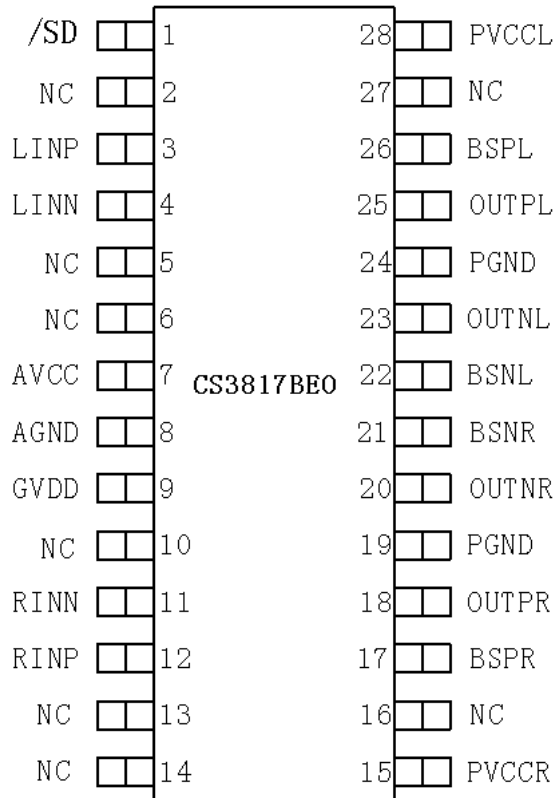 /SD 1 28 PVCCL
NC 2 27 NC
LINP 3 26 BSPL
LINN 4 25 OUTPL
NC 5 24 PGND
NC 6 23 OUTNL
AVCC 7 CS3817BEO 22 BSNL
AGND 8 21 BSNR
GVDD 9 20 OUTNR
NC 10 19 PGND
RINN 11 18 OUTPR
RINP 12 17 BSPR
NC 13 16 NC
NC 14 15 PVCCR